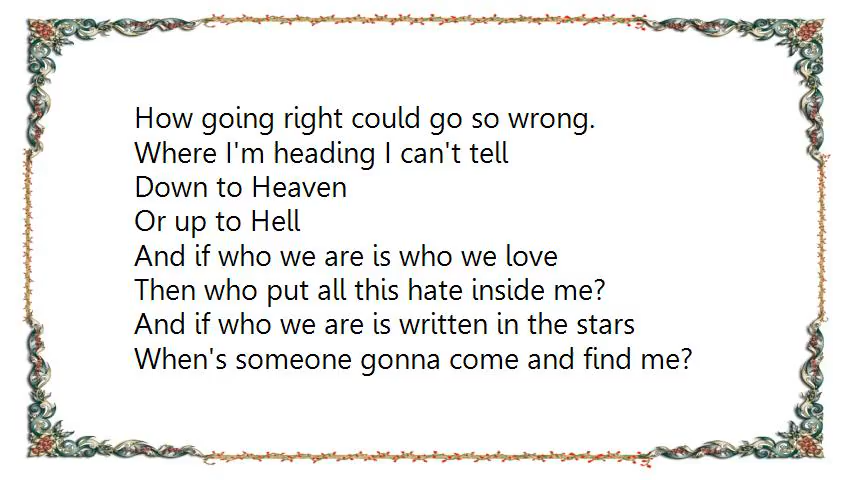 How going right could go so wrong.
Where I'm heading I can't tell
Down to Heaven
Or up to Hell
And if who we are is who we love
Then who put all this hate inside me?
And if who we are is written in the stars
When's someone gonna come and find me?